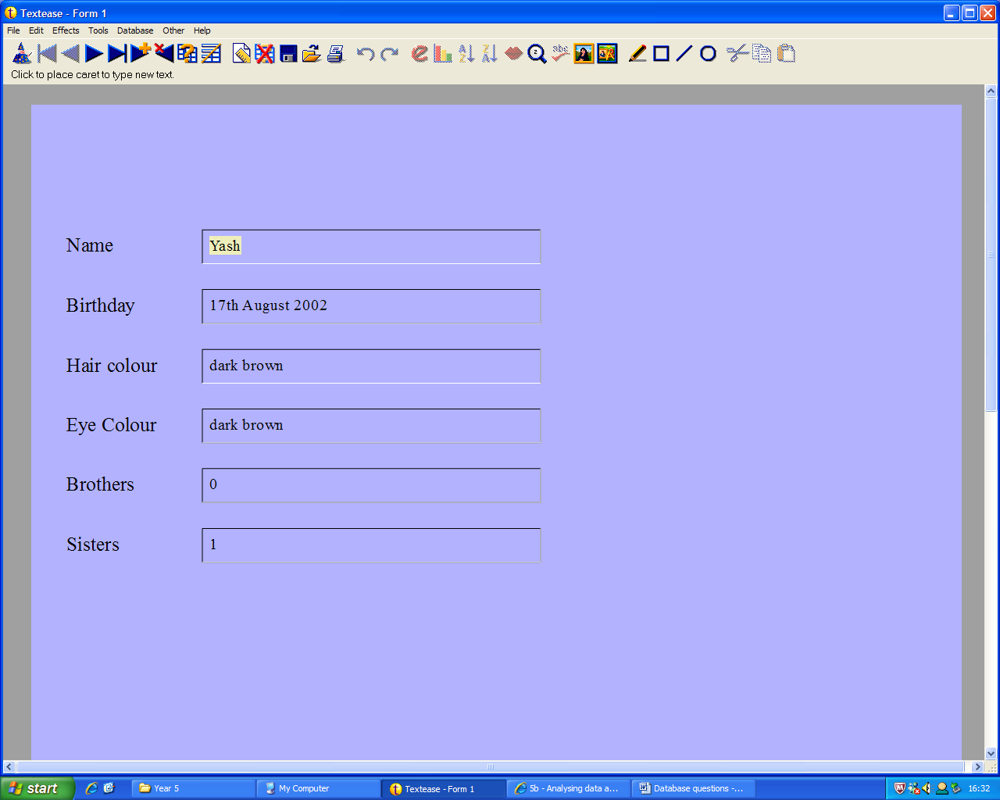 Textease - Form 1
File Edit Effects Tools Database Other Help
Click to place caret to type new text.
Name Yash
Birthday 17th August 2002
Hair colour dark brown
Eye Colour dark brown
Brothers 0
Sisters 1
start Year 5 My Computer Textease - Form 1 5b - Analysing data a... Database questions -... 16:32